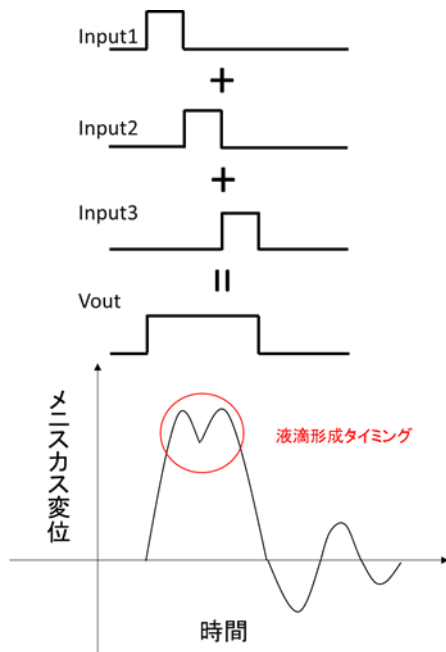 Input1
+
Input2
+
Input3
=
Vout
メニスカス変位
液滴形成タイミング
時間